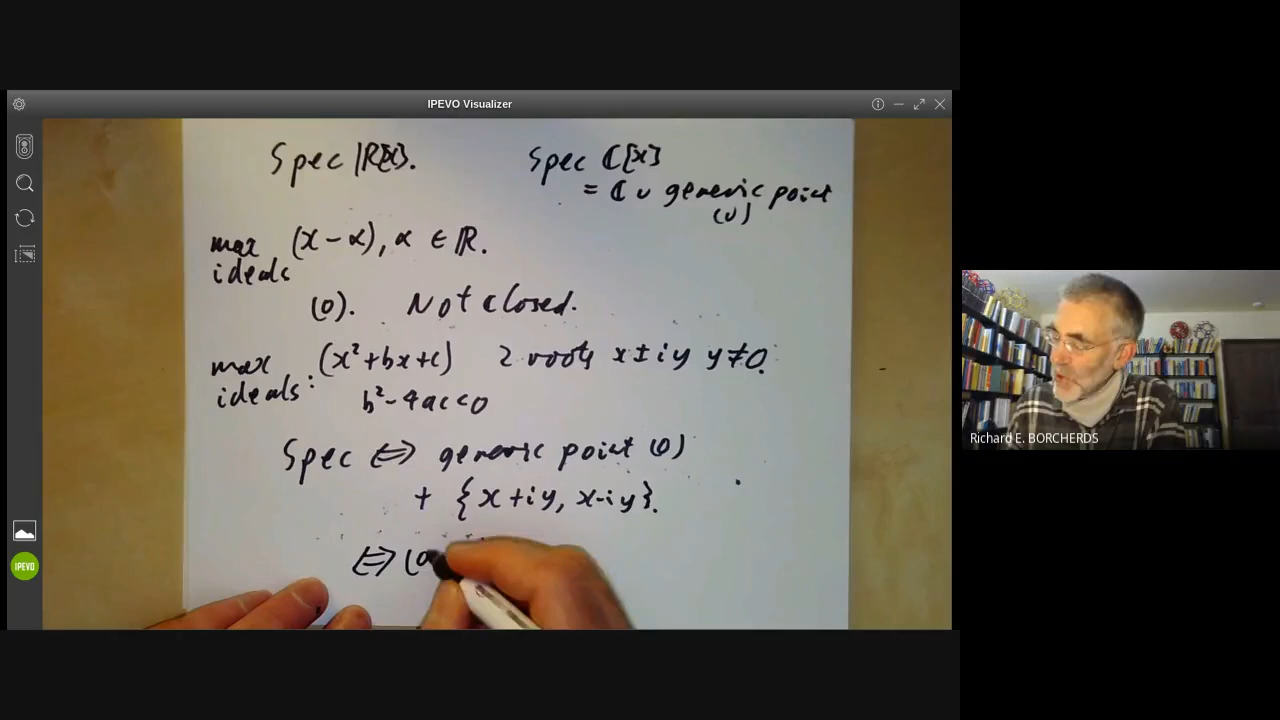 IPEVO Visualizer
Spec ℝ[x].
Spec ℂ[x]
= ℂ ∪ generic point
(0)
max (x-α), α ∈ ℝ.
ideals
(0). Not closed.
max (x²+bx+c) 2 roots x±iy y≠0.
ideals:
b²-4ac<0
Spec ⇔ generic point (0)
+ {x+iy, x-iy}.
⇔ (0
Richard E. BORCHERDS
IPEVO